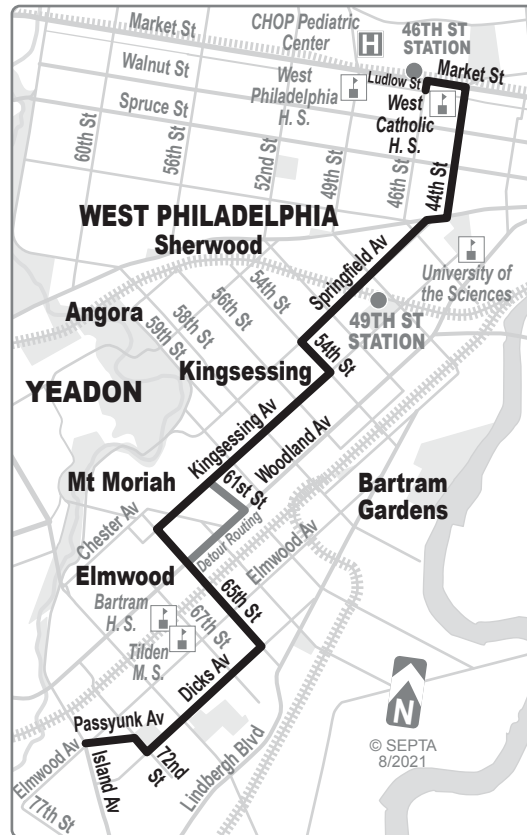 Market St
CHOP Pediatric
Center
H
46TH ST
STATION
Walnut St
Ludlow St
Market St
West
Philadelphia
H. S.
Spruce St
West
Catholic
H. S.
60th St
56th St
52nd St
49th St
46th St
44th St
WEST PHILADELPHIA
Sherwood
Springfield Av
University of
the Sciences
54th St
56th St
58th St
59th St
Angora
49TH ST
STATION
54th St
Kingsessing
YEADON
Kingsessing Av
Woodland Av
Mt Moriah
61st St
Bartram
Gardens
Chester Av
Detour Routing
Elmwood Av
Elmwood
65th St
Bartram
H. S.
67th St
Tilden
M. S.
Dicks Av
N
Passyunk Av
© SEPTA
8/2021
Elmwood Av
Island Av
72nd
St
Lindbergh Blvd
77th St